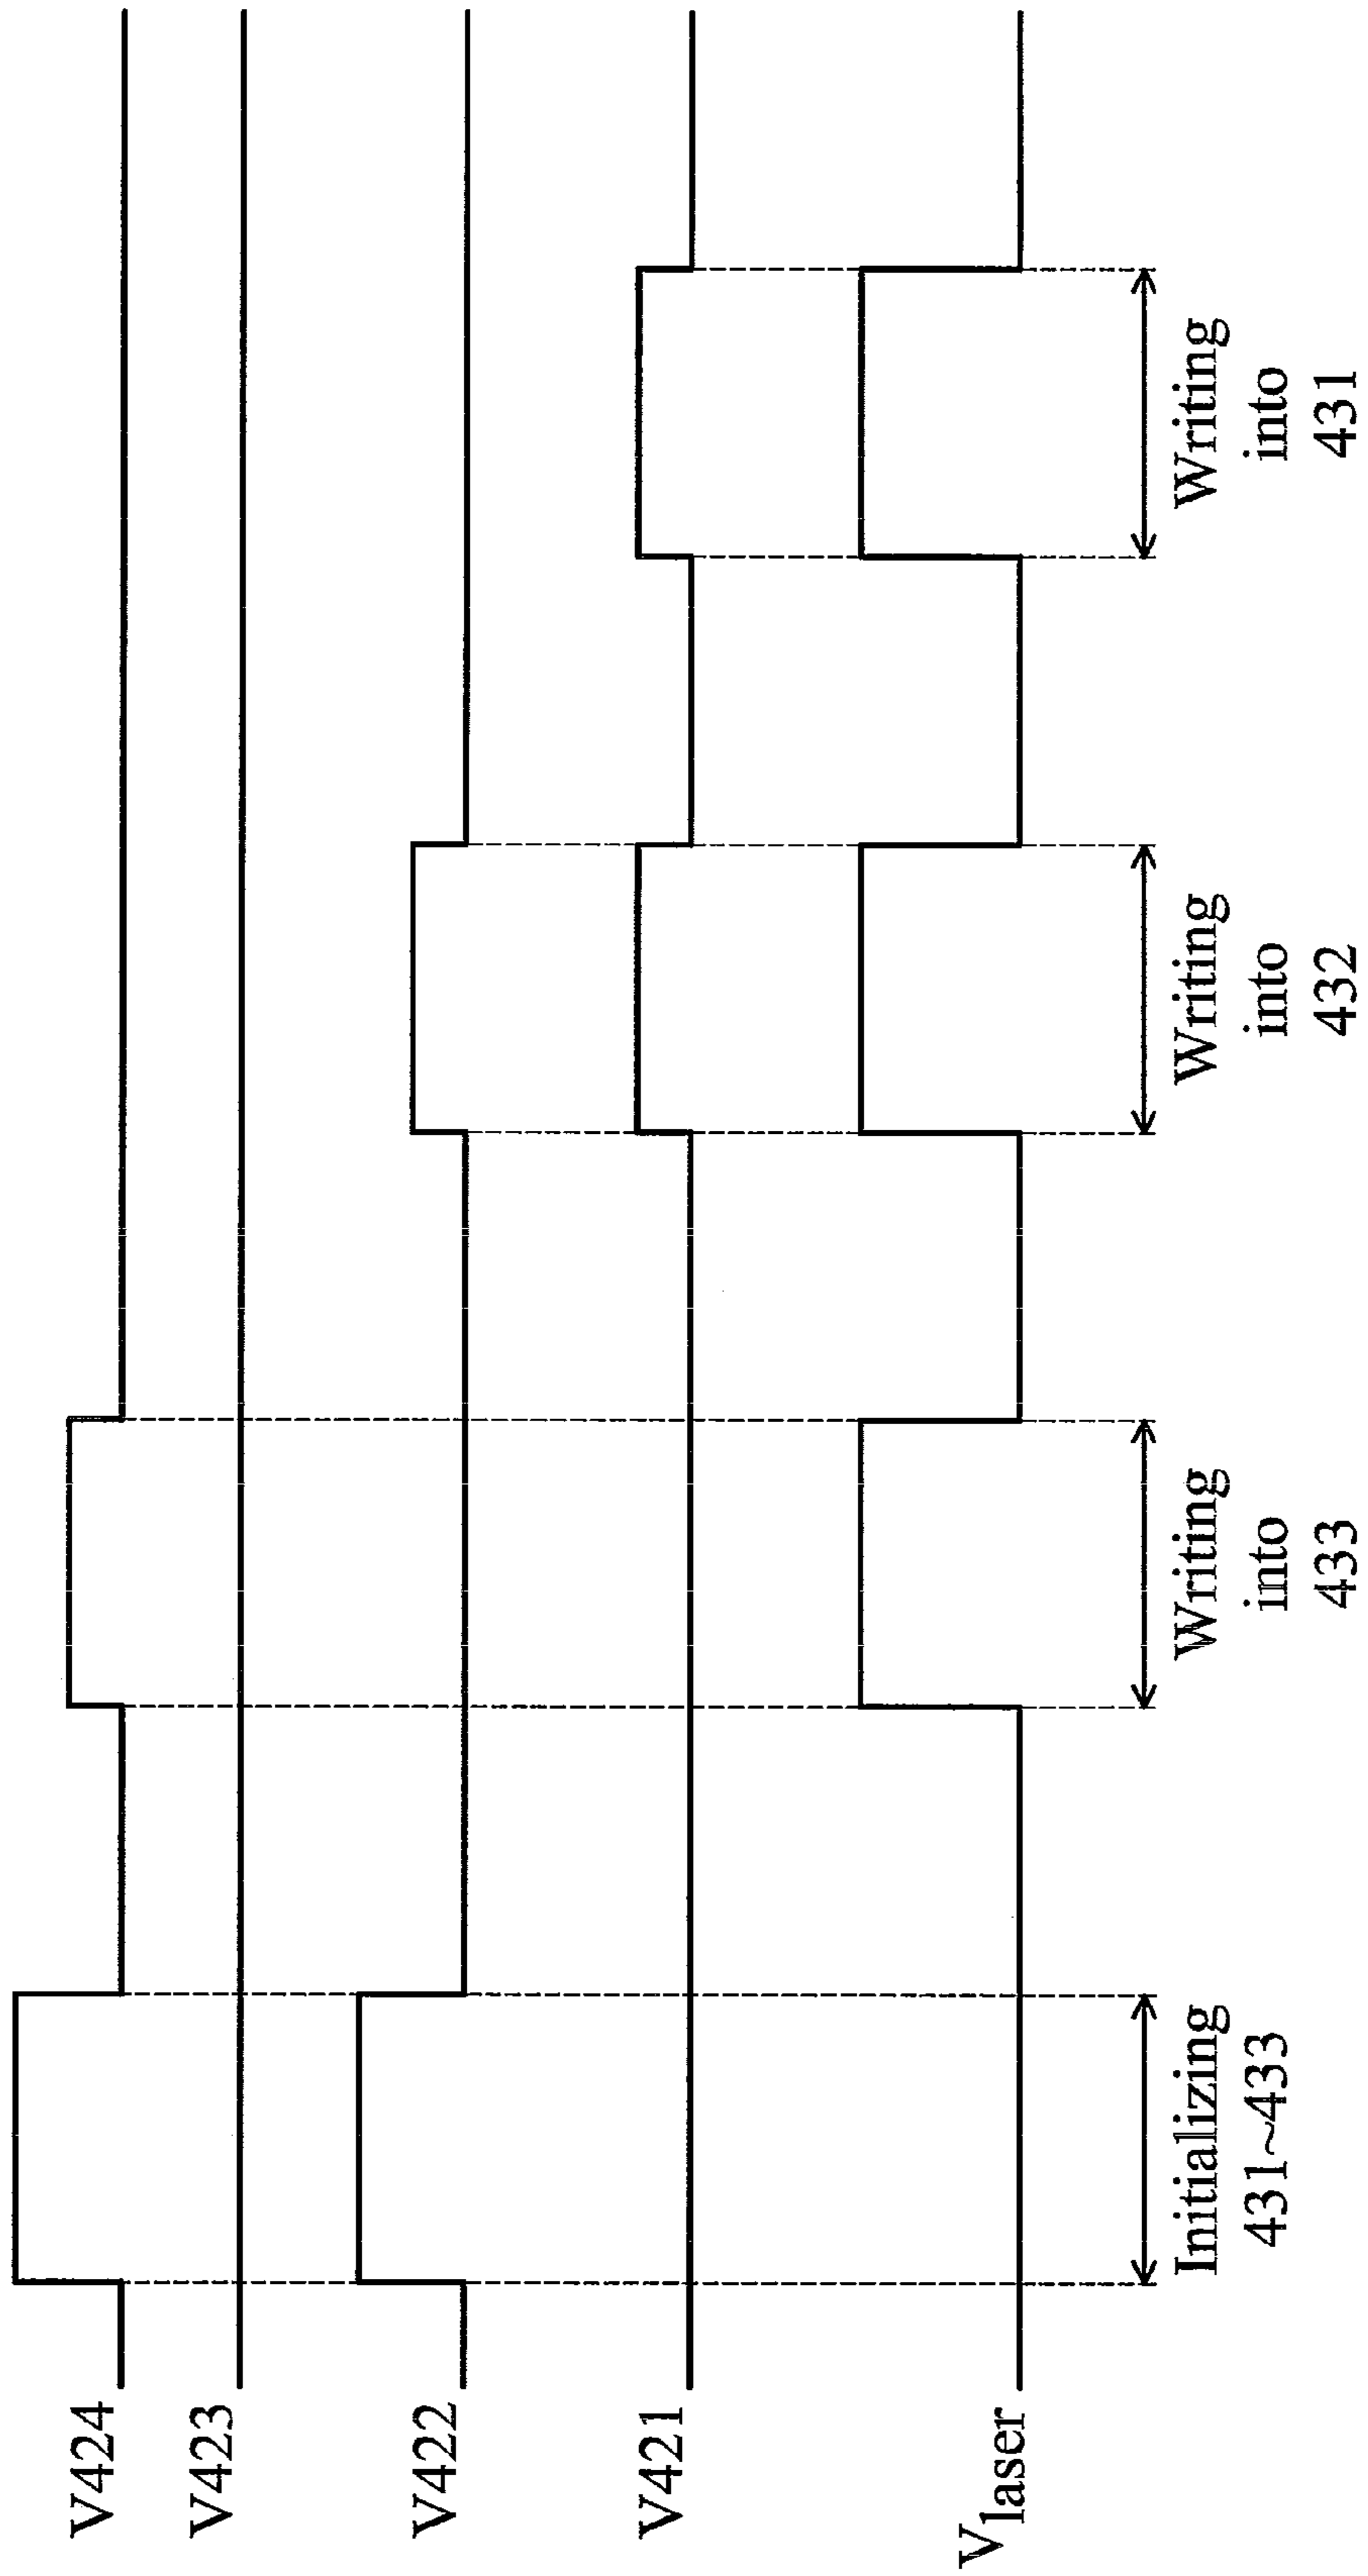 V424
V423
V422
V421
Vlaser
Initializing
431~433
Writing
into
433
Writing
into
432
Writing
into
431